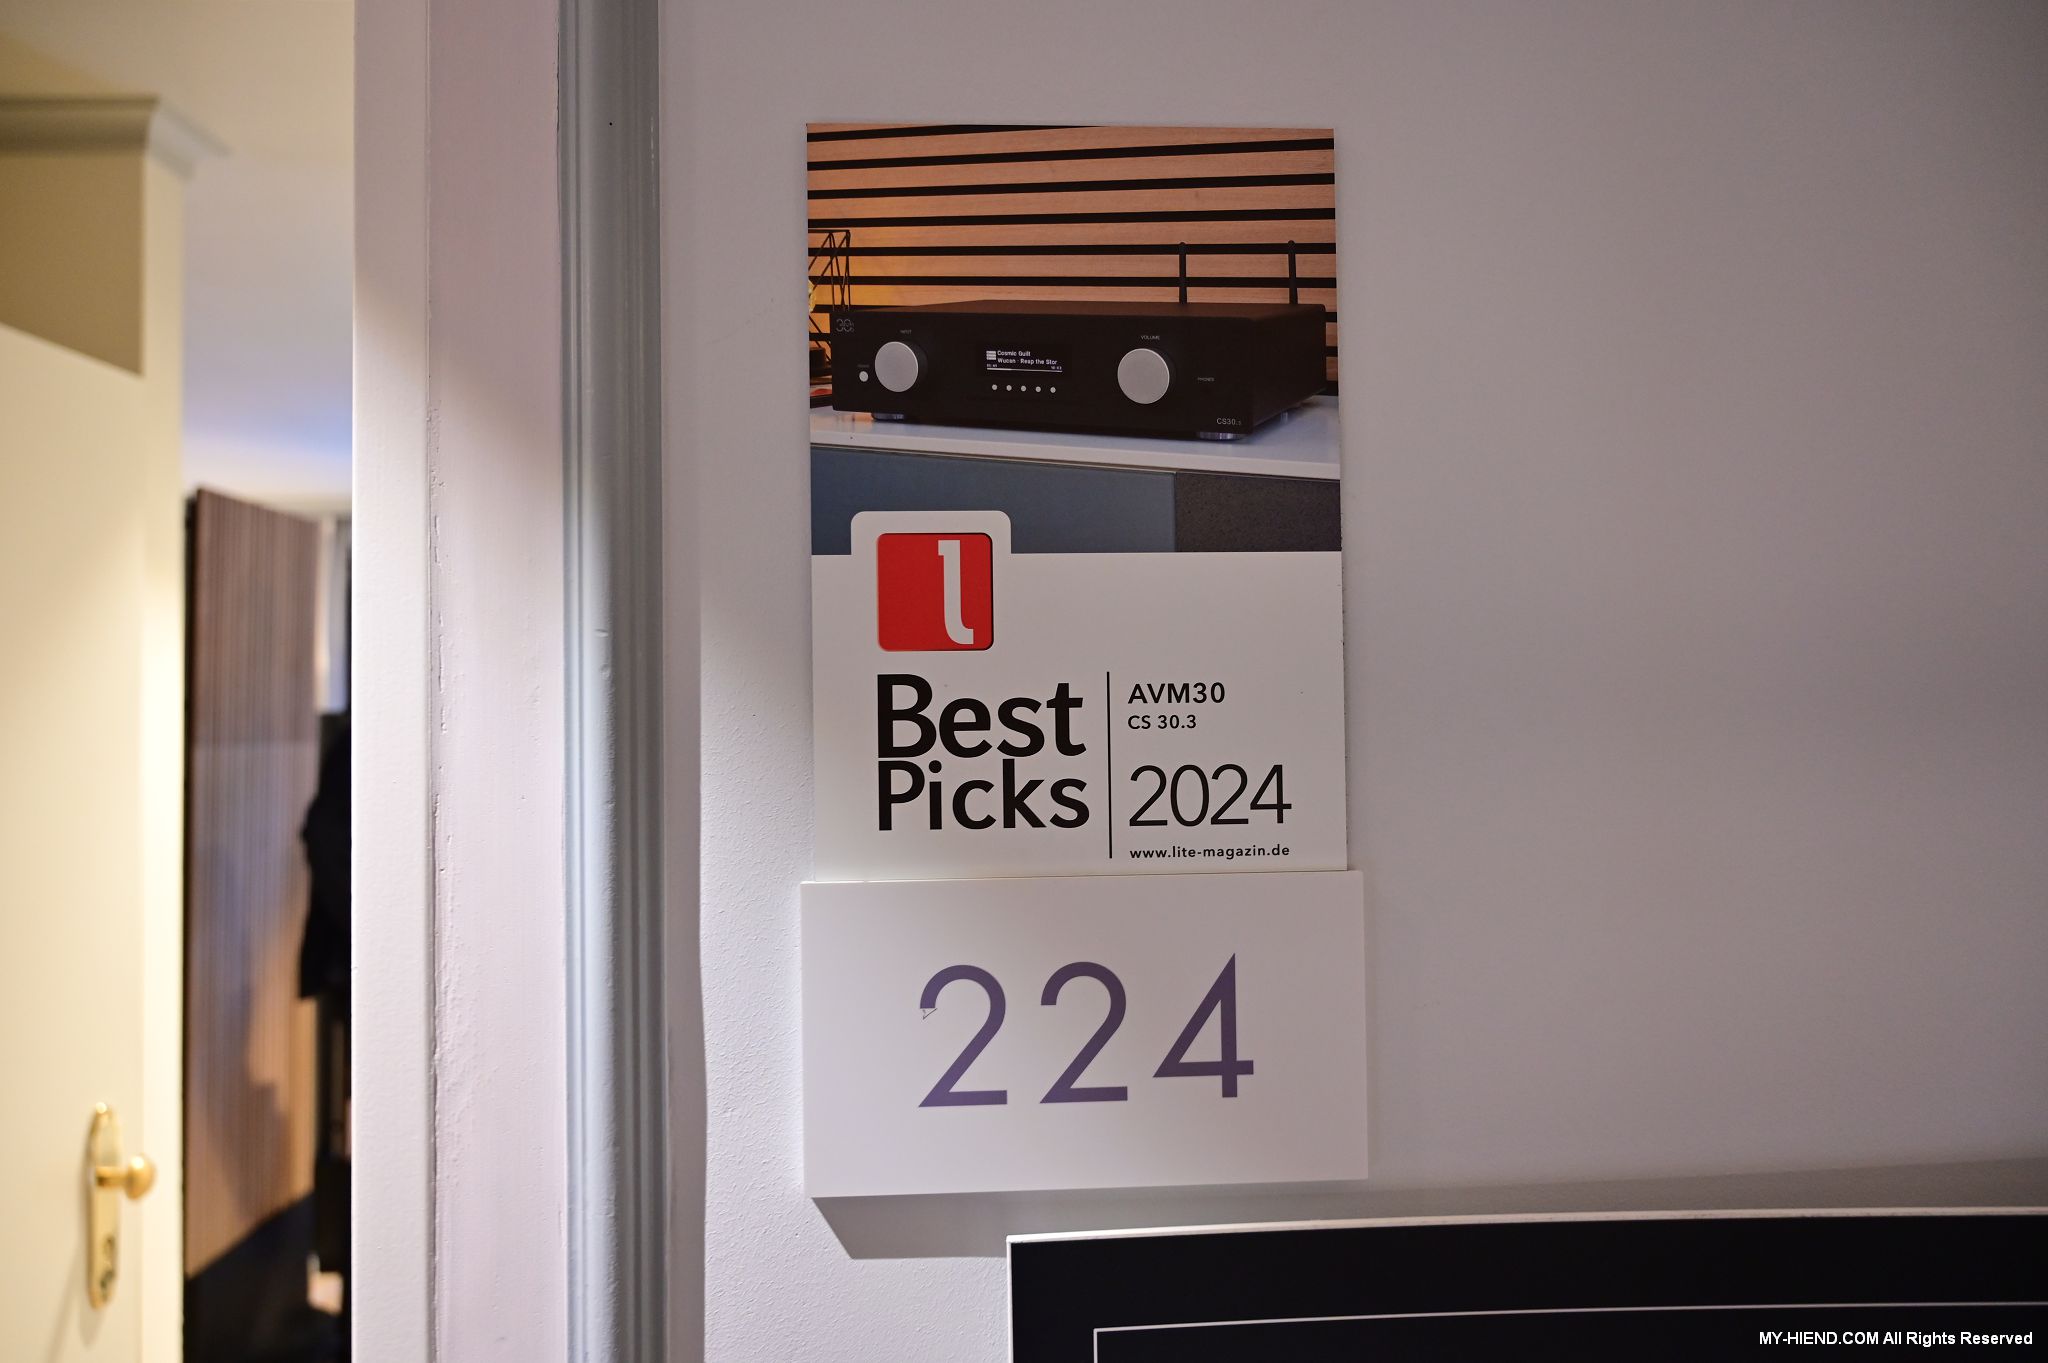 30
INPUT
VOLUME
Cosmic Guilt
Wucan · Reap the Stor
PHONES
CS30.3
l
Best
Picks
AVM30
CS 30.3
2024
www.lite-magazin.de
224
MY-HIEND.COM All Rights Reserved